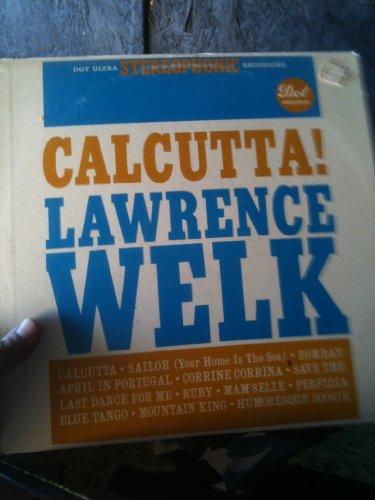 DOT ULTRA STEREOPHONIC RECORDING
Dot
RECORDS
CALCUTTA!
LAWRENCE
WELK
CALCUTTA • SAILOR (Your Home Is The Sea) • BOMBAY
APRIL IN PORTUGAL • CORRINE CORRINA • SAVE THE
LAST DANCE FOR ME • RUBY • MAM'SELLE • PERFIDIA
BLUE TANGO • MOUNTAIN KING • HUMORESQUE BOOGIE